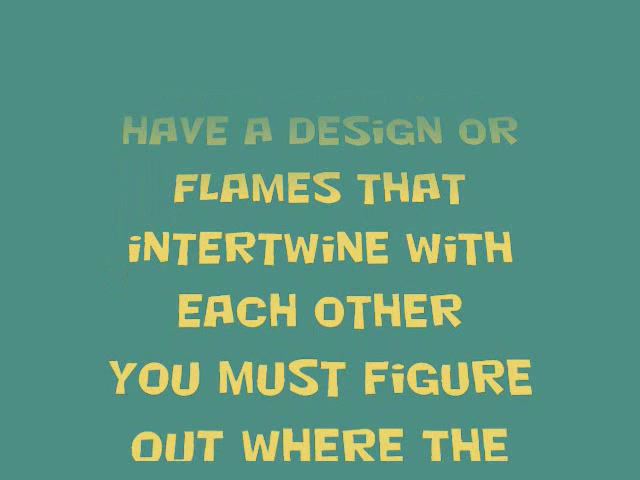 HAVE A DESiGN OR
FLAMES THAT
iNTERTWiNE WiTH
EACH OTHER
YOU MUST FiGURE
OUT WHERE THE